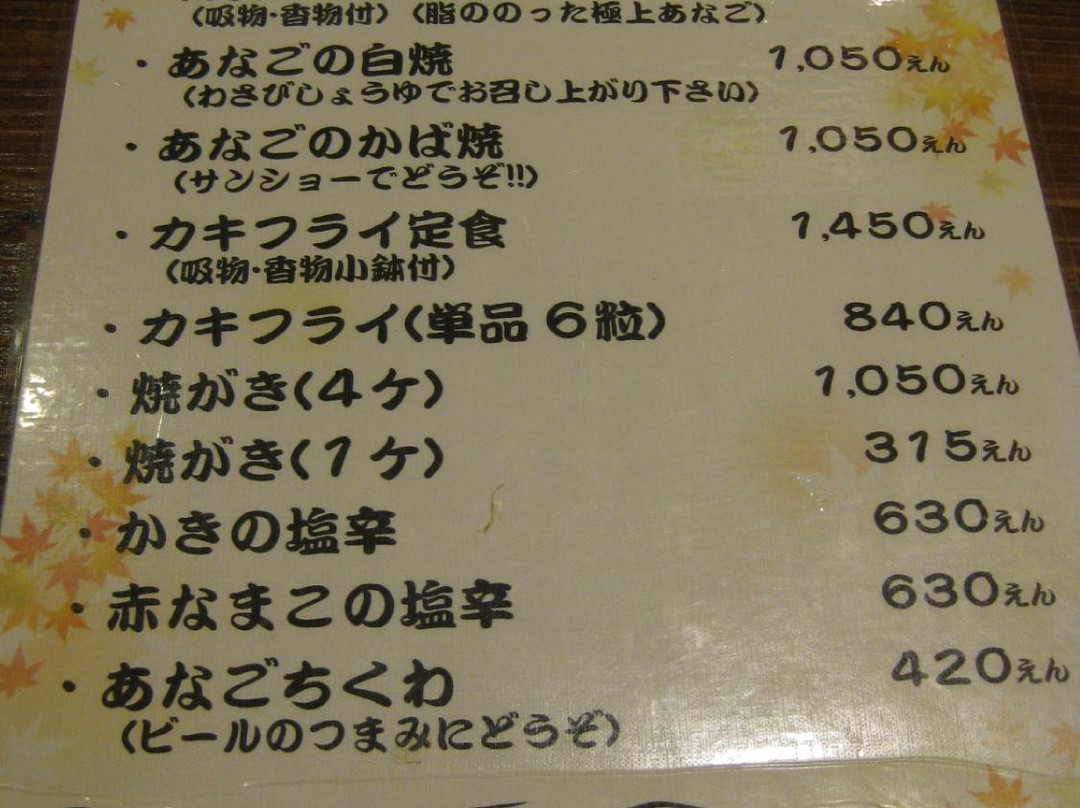 (吸物・香物付)(脂ののった極上あなご)
・あなごの白焼 1,050えん
(わさびしょうゆでお召し上がり下さい)
・あなごのかば焼 1,050えん
(サンショーでどうぞ!!)
・カキフライ定食 1,450えん
(吸物・香物小鉢付)
・カキフライ(単品6粒) 840えん
・焼がき(4ケ) 1,050えん
・焼がき(1ケ) 315えん
・かきの塩辛 630えん
・赤なまこの塩辛 630えん
・あなごちくわ 420えん
(ビールのつまみにどうぞ)